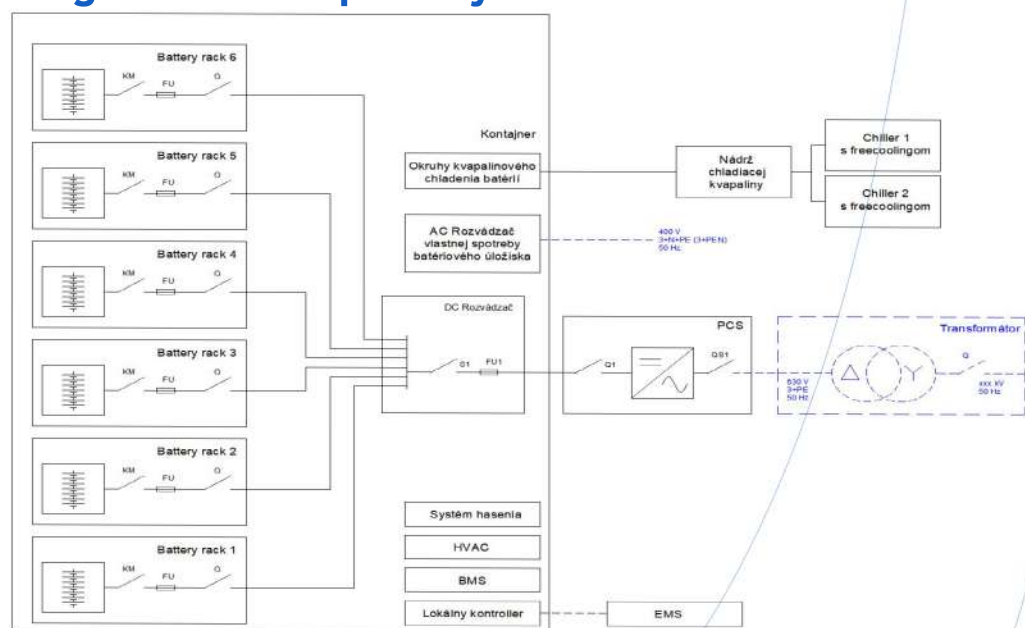 Battery rack 6
KM
FU
Q
Battery rack 5
KM
FU
Q
Battery rack 4
KM
FU
Q
Battery rack 3
KM
FU
Q
Battery rack 2
KM
FU
Q
Battery rack 1
KM
FU
Q
Kontajner
Okruhy kvapalinového
chladenia batérií
Nádrž
chladiacej
kvapaliny
Chiller 1
s freecoolingom
Chiller 2
s freecoolingom
AC Rozvádzač
vlastnej spotreby
batériového úložiska
400 V
3+N+PE (3+PEN)
50 Hz
DC Rozvádzač
S1
FU1
PCS
Q1
QS1
Transformátor
630 V
3+PE
50 Hz
Q
xxx kV
50 Hz
Systém hasenia
HVAC
BMS
Lokálny kontroller
EMS